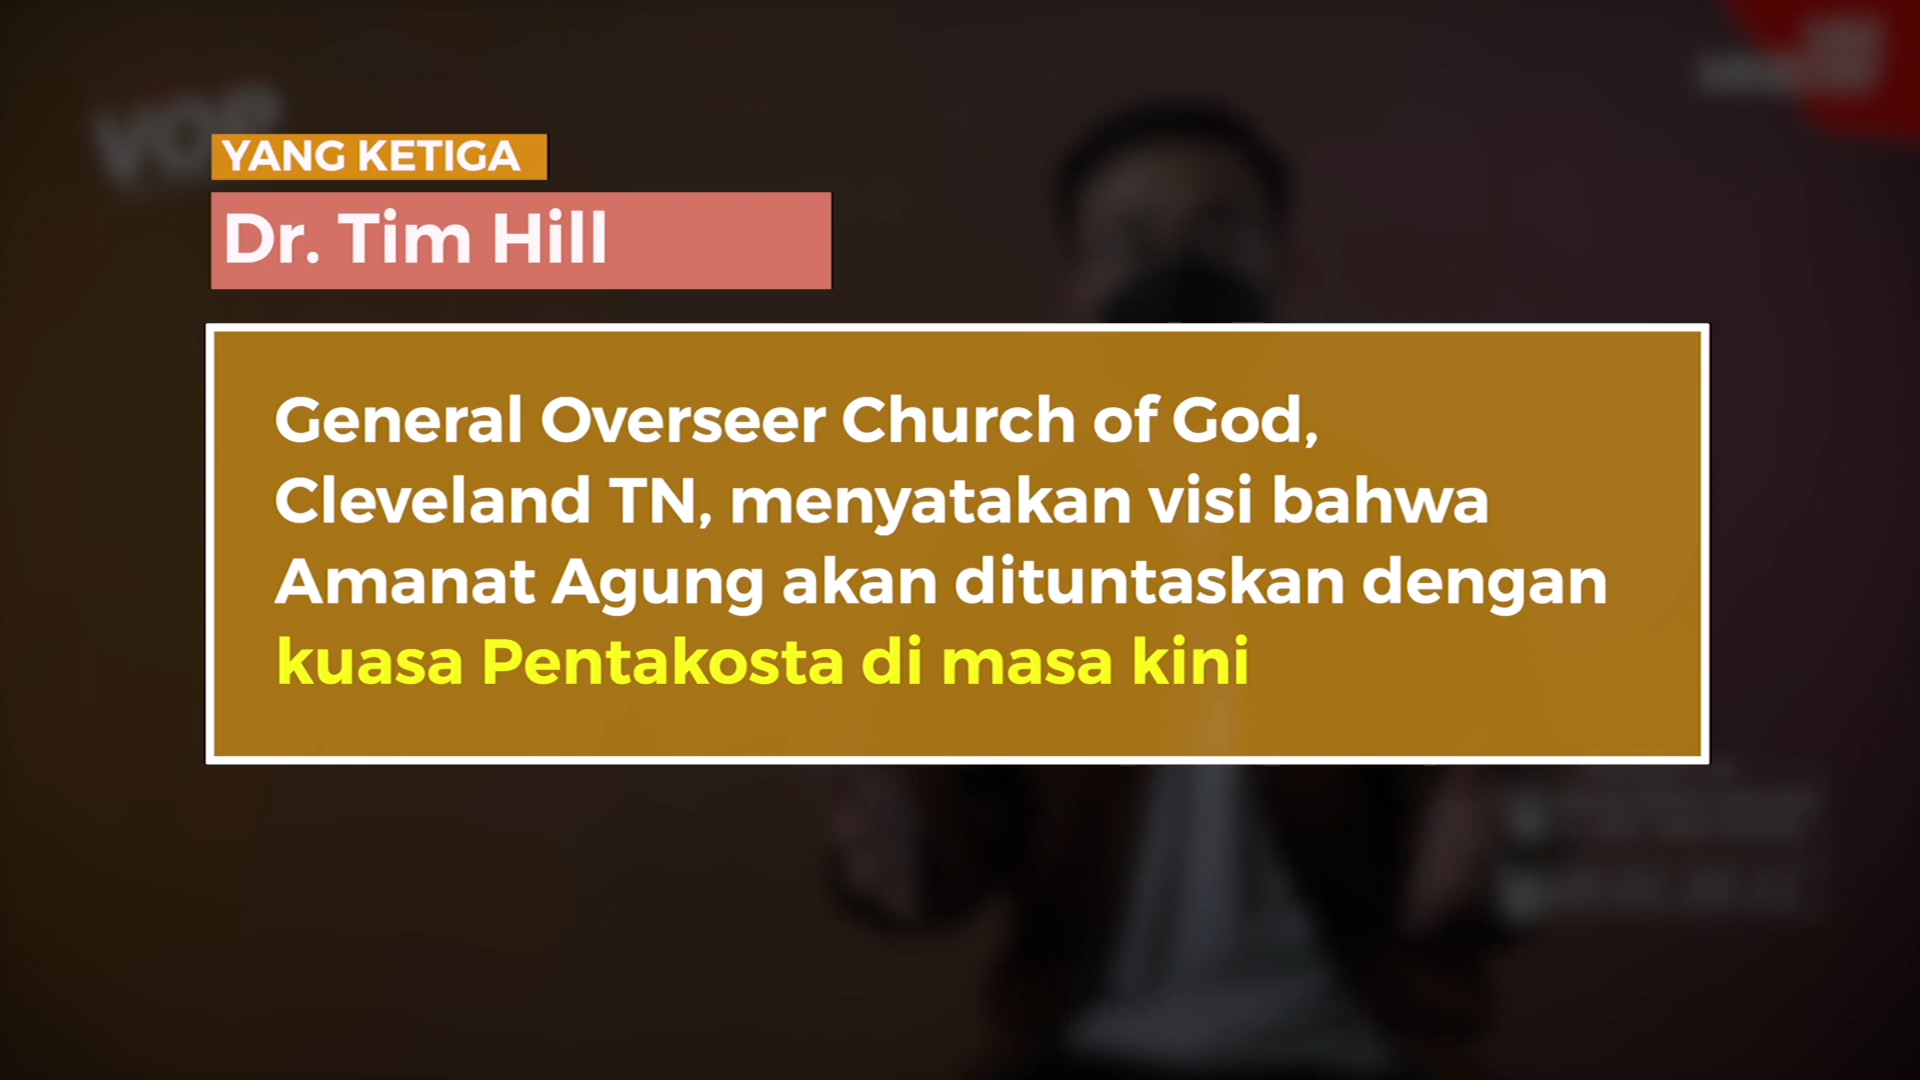 YANG KETIGA
Dr. Tim Hill
General Overseer Church of God,
Cleveland TN, menyatakan visi bahwa
Amanat Agung akan dituntaskan dengan
kuasa Pentakosta di masa kini